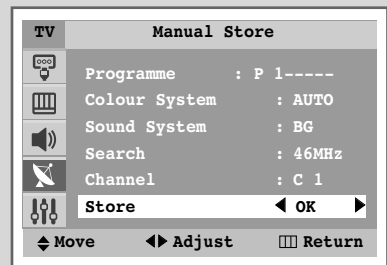 TV Manual Store
Programme : P 1-----
Colour System : AUTO
Sound System : BG
Search : 46MHz
Channel : C 1
Store ◀ OK ▶
Move Adjust Return